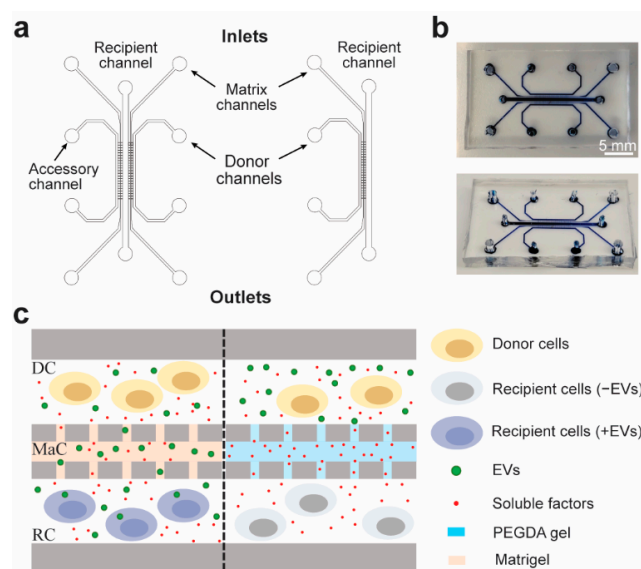 a
b
Recipient
channel
Inlets
Recipient
channel
Matrix
channels
Accessory
channel
Donor
channels
5 mm
Outlets
c
DC
MaC
RC
Donor cells
Recipient cells (−EVs)
Recipient cells (+EVs)
EVs
Soluble factors
PEGDA gel
Matrigel